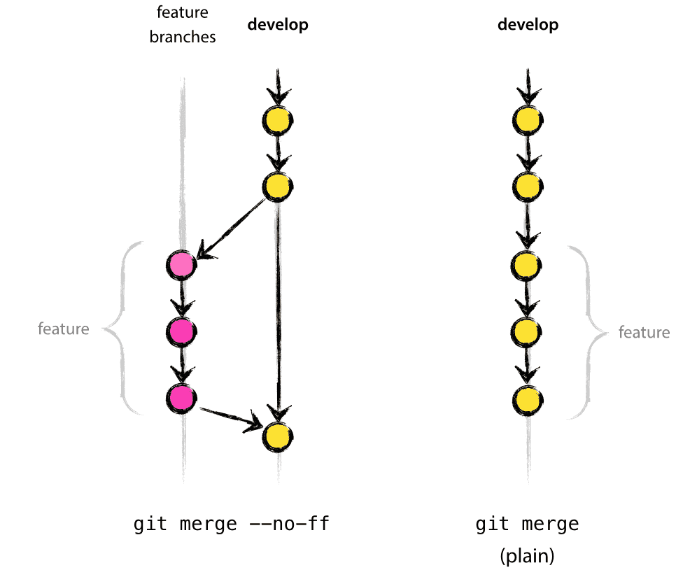 feature
branches
develop
develop
feature
feature
git merge --no-ff
git merge
(plain)